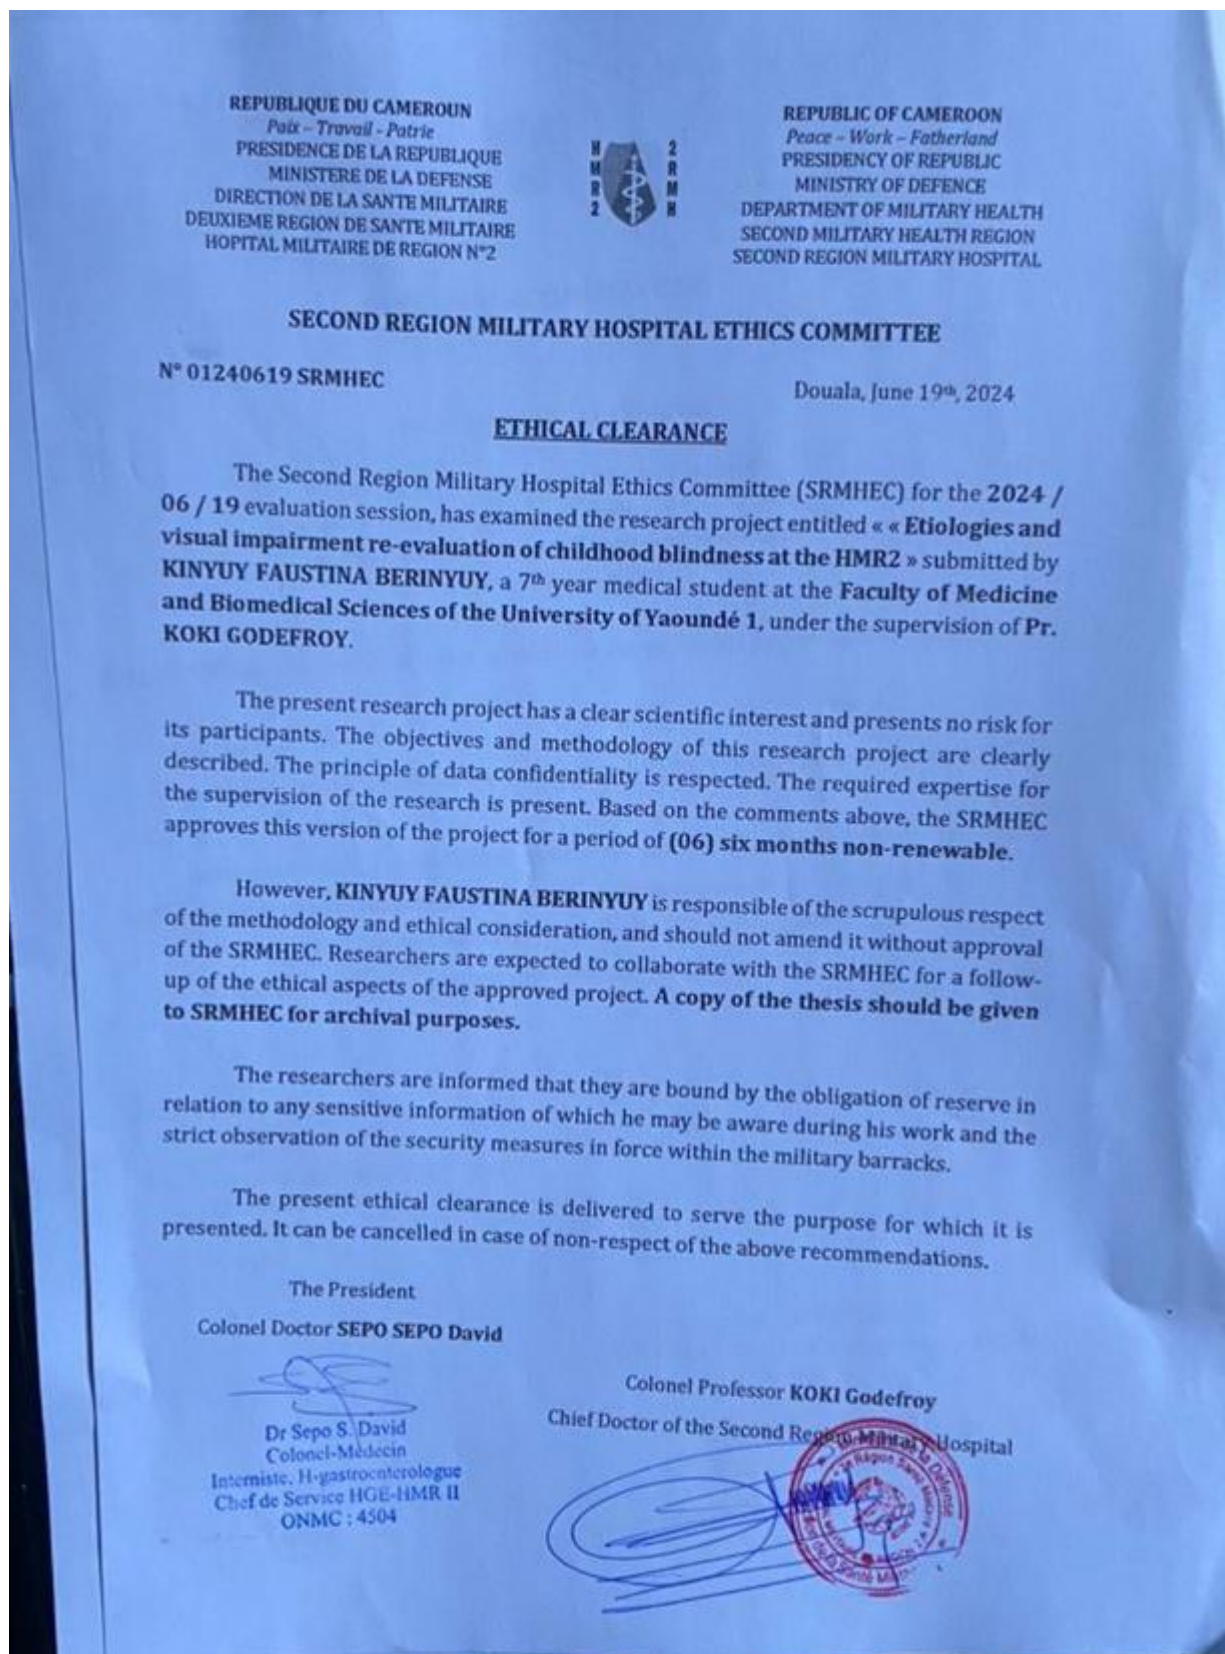 REPUBLIQUE DU CAMEROUN
Paix – Travail - Patrie
PRESIDENCE DE LA REPUBLIQUE
MINISTERE DE LA DEFENSE
DIRECTION DE LA SANTE MILITAIRE
DEUXIEME REGION DE SANTE MILITAIRE
HOPITAL MILITAIRE DE REGION N°2
HMR2
2RMH
REPUBLIC OF CAMEROON
Peace – Work – Fatherland
PRESIDENCY OF REPUBLIC
MINISTRY OF DEFENCE
DEPARTMENT OF MILITARY HEALTH
SECOND MILITARY HEALTH REGION
SECOND REGION MILITARY HOSPITAL
SECOND REGION MILITARY HOSPITAL ETHICS COMMITTEE
N° 01240619 SRMHEC
Douala, June 19th, 2024
ETHICAL CLEARANCE
The Second Region Military Hospital Ethics Committee (SRMHEC) for the 2024 /
06 / 19 evaluation session, has examined the research project entitled « « Etiologies and
visual impairment re-evaluation of childhood blindness at the HMR2 » submitted by
KINYUY FAUSTINA BERINYUY, a 7th year medical student at the Faculty of Medicine
and Biomedical Sciences of the University of Yaoundé 1, under the supervision of Pr.
KOKI GODEFROY.
The present research project has a clear scientific interest and presents no risk for
its participants. The objectives and methodology of this research project are clearly
described. The principle of data confidentiality is respected. The required expertise for
the supervision of the research is present. Based on the comments above, the SRMHEC
approves this version of the project for a period of (06) six months non-renewable.
However, KINYUY FAUSTINA BERINYUY is responsible of the scrupulous respect
of the methodology and ethical consideration, and should not amend it without approval
of the SRMHEC. Researchers are expected to collaborate with the SRMHEC for a follow-
up of the ethical aspects of the approved project. A copy of the thesis should be given
to SRMHEC for archival purposes.
The researchers are informed that they are bound by the obligation of reserve in
relation to any sensitive information of which he may be aware during his work and the
strict observation of the security measures in force within the military barracks.
The present ethical clearance is delivered to serve the purpose for which it is
presented. It can be cancelled in case of non-respect of the above recommendations.
The President
Colonel Doctor SEPO SEPO David
Dr Sepo S. David
Colonel-Médecin
Interniste, H-gastroenterologue
Chef de Service HGE-HMR II
ONMC : 4504
Colonel Professor KOKI Godefroy
Chief Doctor of the Second Region Military Hospital
la Défense